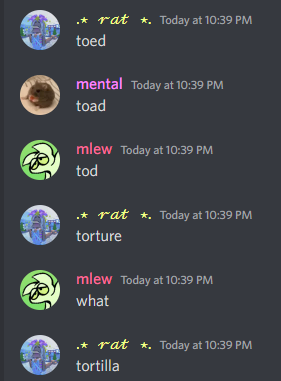 .⋆ 𝓻𝓪𝓽 ⋆. Today at 10:39 PM
toed
mental Today at 10:39 PM
toad
mlew Today at 10:39 PM
tod
.⋆ 𝓻𝓪𝓽 ⋆. Today at 10:39 PM
torture
mlew Today at 10:39 PM
what
.⋆ 𝓻𝓪𝓽 ⋆. Today at 10:39 PM
tortilla